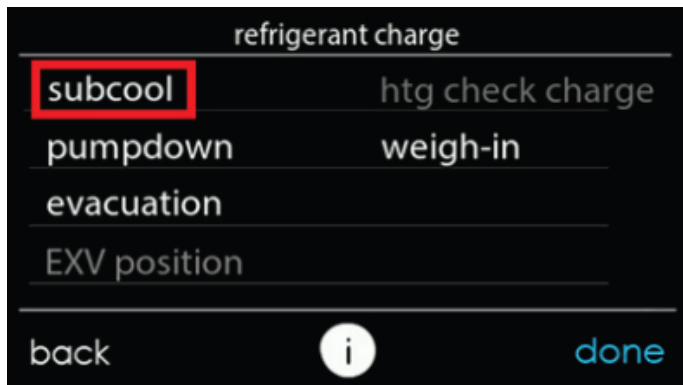 refrigerant charge
subcool htg check charge
pumpdown weigh-in
evacuation
EXV position
back i done